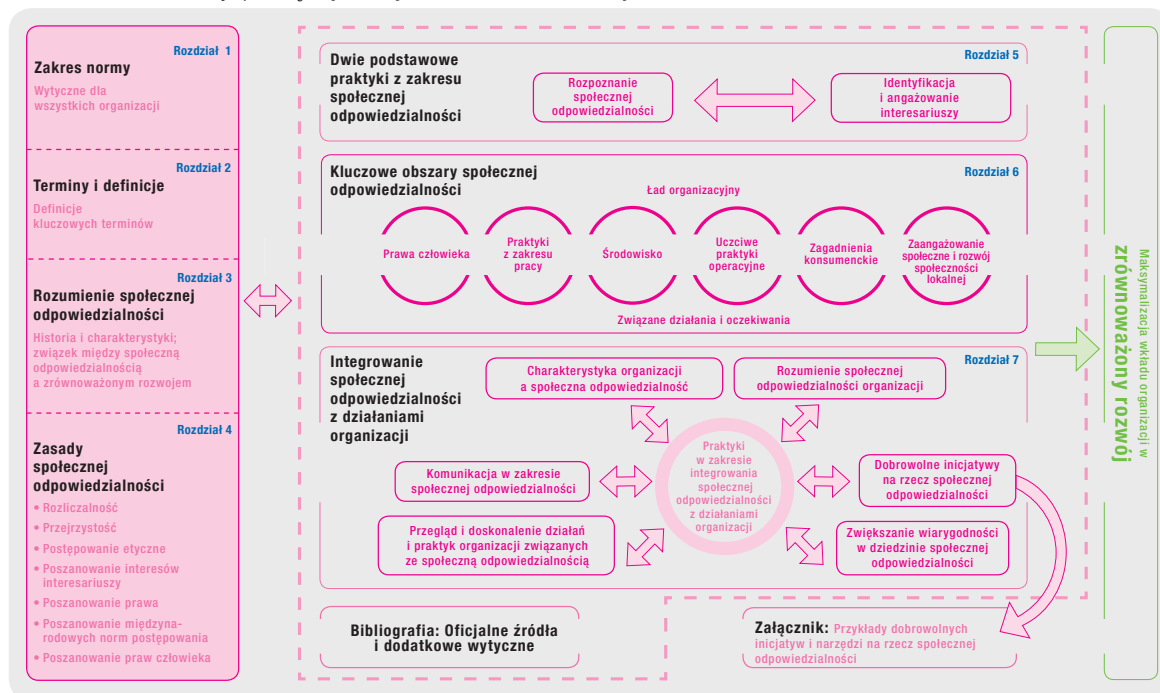 Rozdział 1
Zakres normy
Wytyczne dla
wszystkich organizacji
Rozdział 2
Terminy i definicje
Definicje
kluczowych terminów
Rozdział 3
Rozumienie społecznej
odpowiedzialności
Historia i charakterystyki;
związek między społeczną
odpowiedzialnością
a zrównoważonym rozwojem
Rozdział 4
Zasady
społecznej
odpowiedzialności
• Rozliczalność
• Przejrzystość
• Postępowanie etyczne
• Poszanowanie interesów
interesariuszy
• Poszanowanie prawa
• Poszanowanie międzyna-
rodowych norm postępowania
• Poszanowanie praw człowieka
Rozdział 5
Dwie podstawowe
praktyki z zakresu
społecznej
odpowiedzialności
Rozpoznanie
społecznej
odpowiedzialności
Identyfikacja
i angażowanie
interesariuszy
Rozdział 6
Kluczowe obszary społecznej
odpowiedzialności
Ład organizacyjny
Prawa człowieka
Praktyki
z zakresu
pracy
Środowisko
Uczciwe
praktyki
operacyjne
Zagadnienia
konsumenckie
Zaangażowanie
społeczne i rozwój
społeczności
lokalnej
Związane działania i oczekiwania
Rozdział 7
Integrowanie
społecznej
odpowiedzialności
z działaniami
organizacji
Charakterystyka organizacji
a społeczna odpowiedzialność
Rozumienie społecznej
odpowiedzialności organizacji
Praktyki
w zakresie
integrowania
społecznej
odpowiedzialności
z działaniami
organizacji
Komunikacja w zakresie
społecznej odpowiedzialności
Dobrowolne inicjatywy
na rzecz społecznej
odpowiedzialności
Przegląd i doskonalenie działań
i praktyk organizacji związanych
ze społeczną odpowiedzialnością
Zwiększanie wiarygodności
w dziedzinie społecznej
odpowiedzialności
Bibliografia: Oficjalne źródła
i dodatkowe wytyczne
Załącznik: Przykłady dobrowolnych
inicjatyw i narzędzi na rzecz społecznej
odpowiedzialności
Maksymalizacja wkładu organizacji w
zrównoważony rozwój